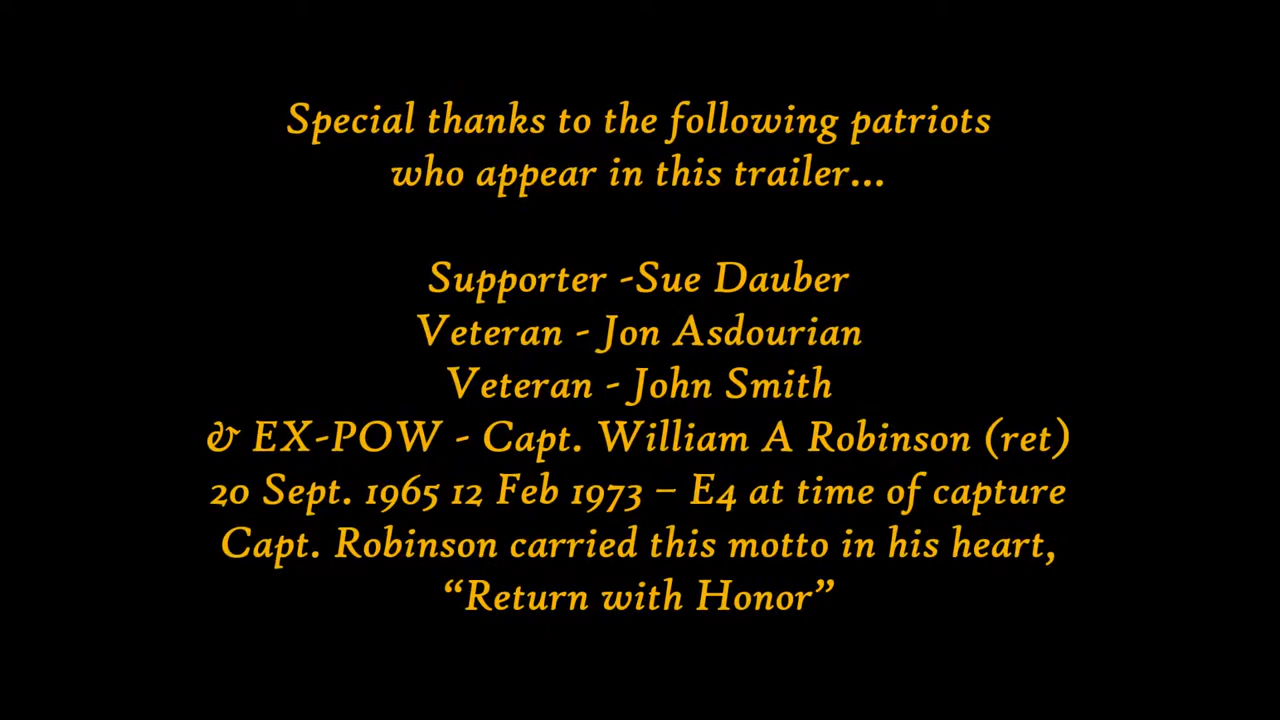 Special thanks to the following patriots
who appear in this trailer...
Supporter -Sue Dauber
Veteran - Jon Asdourian
Veteran - John Smith
& EX-POW - Capt. William A Robinson (ret)
20 Sept. 1965 12 Feb 1973 – E4 at time of capture
Capt. Robinson carried this motto in his heart,
“Return with Honor”